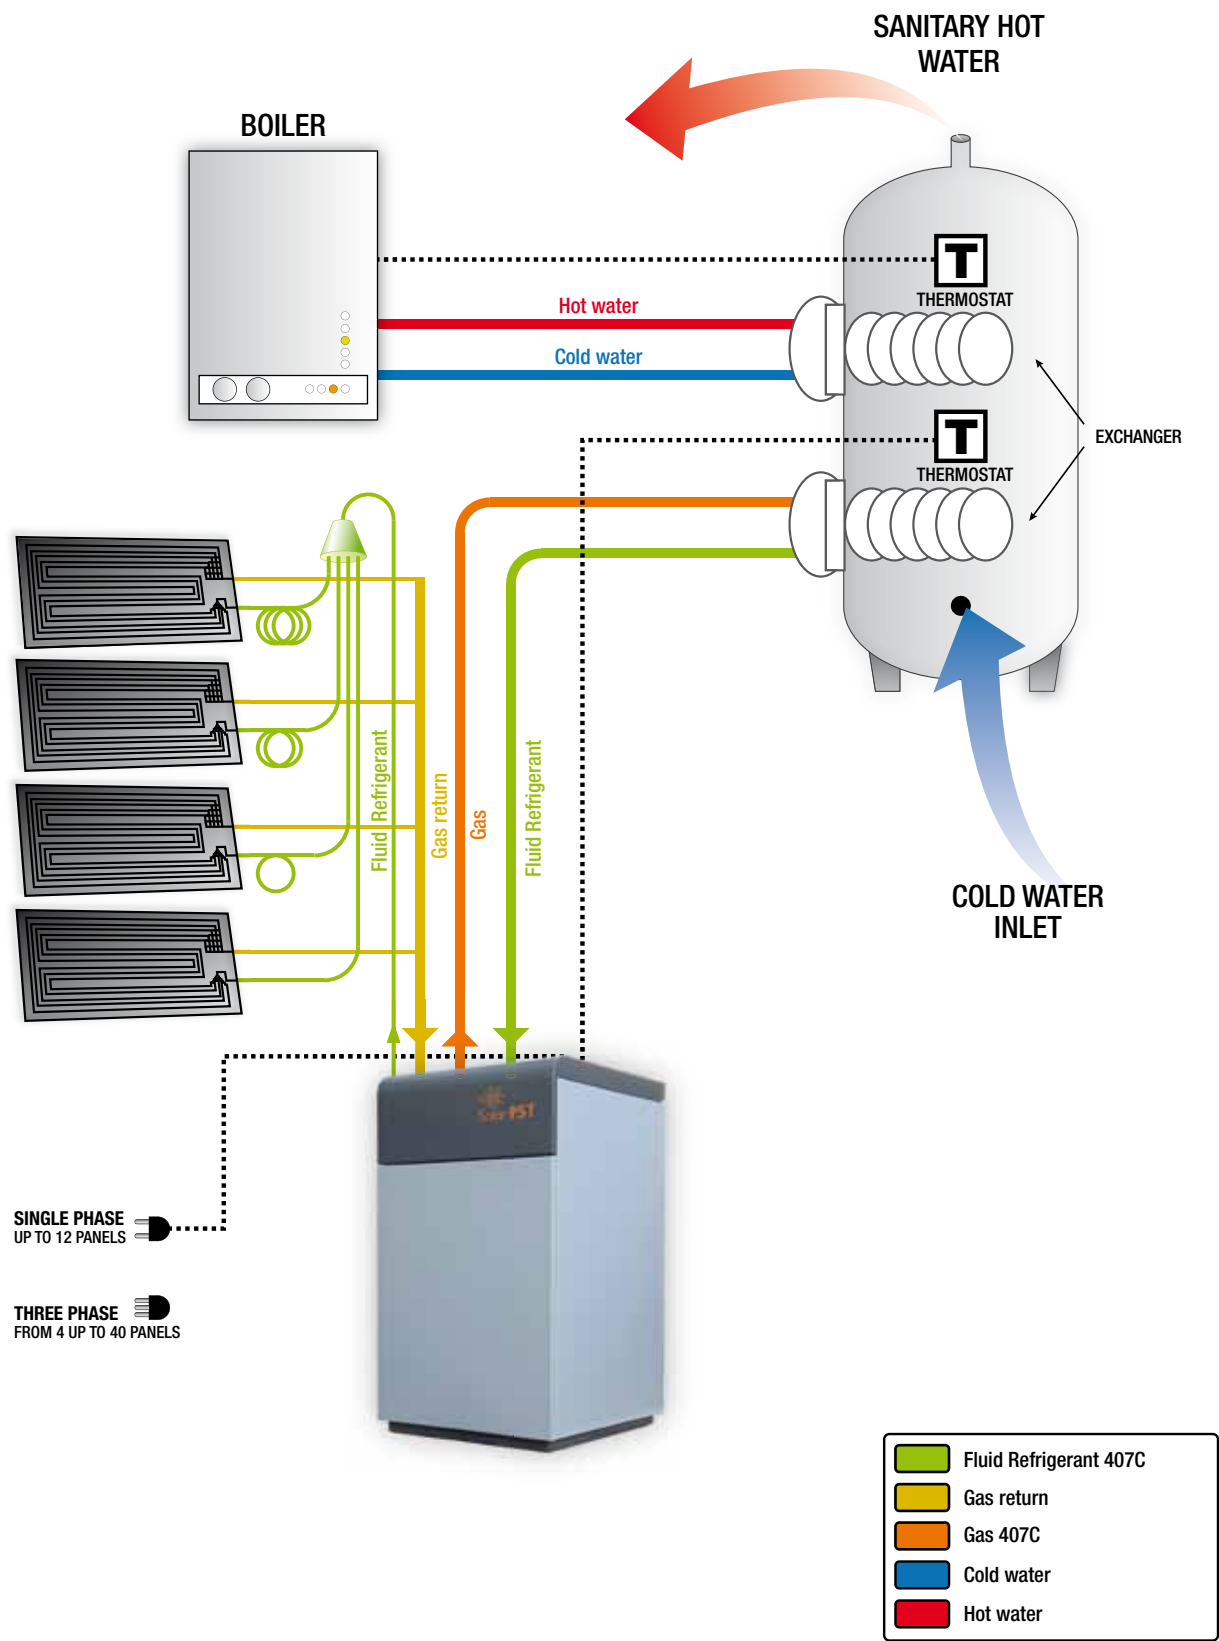 SANITARY HOT
WATER
BOILER
THERMOSTAT
Hot water
Cold water
EXCHANGER
THERMOSTAT
Fluid Refrigerant
Gas return
Gas
Fluid Refrigerant
COLD WATER
INLET
SINGLE PHASE
UP TO 12 PANELS
THREE PHASE
FROM 4 UP TO 40 PANELS
Fluid Refrigerant 407C
Gas return
Gas 407C
Cold water
Hot water